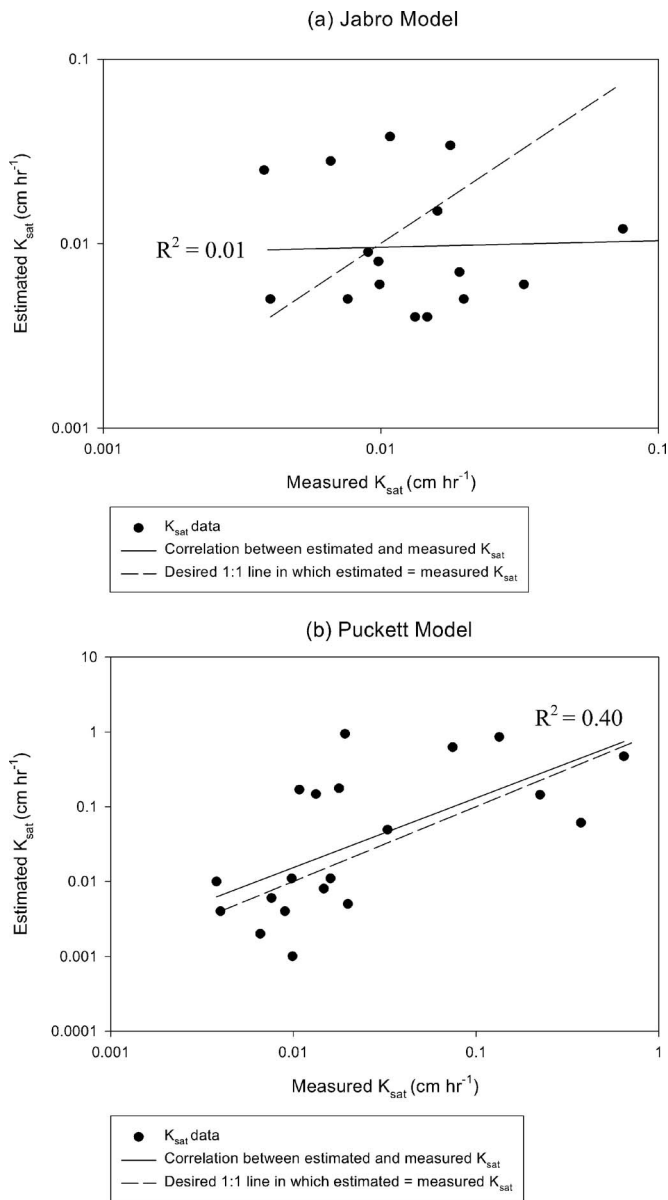 (a) Jabro Model
0.1
0.01
0.001
Estimated K_sat (cm hr⁻¹)
R² = 0.01
0.001 0.01 0.1
Measured K_sat (cm hr⁻¹)
K_sat data
Correlation between estimated and measured K_sat
Desired 1:1 line in which estimated = measured K_sat
(b) Puckett Model
10
1
0.1
0.01
0.001
0.0001
Estimated K_sat (cm hr⁻¹)
R² = 0.40
0.001 0.01 0.1 1
Measured K_sat (cm hr⁻¹)
K_sat data
Correlation between estimated and measured K_sat
Desired 1:1 line in which estimated = measured K_sat